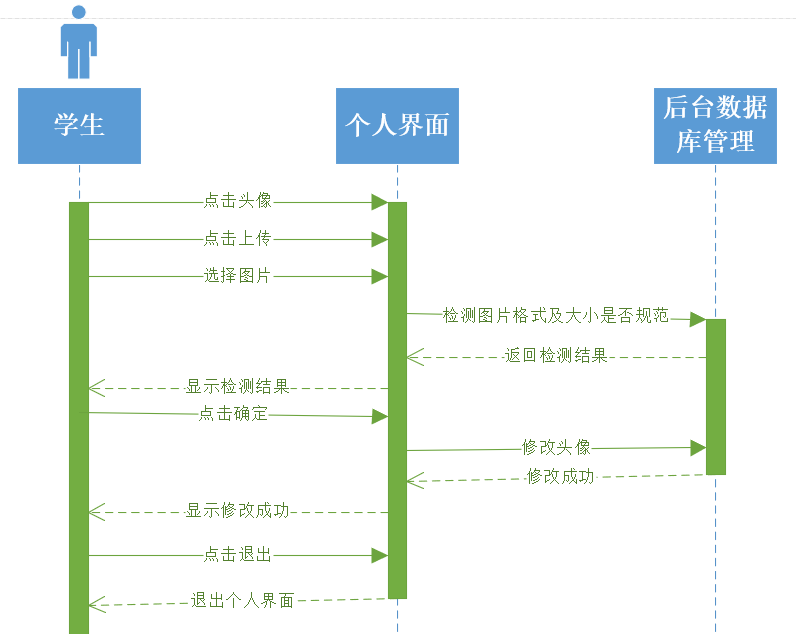 学生
个人界面
后台数据
库管理
点击头像
点击上传
选择图片
检测图片格式及大小是否规范
返回检测结果
显示检测结果
点击确定
修改头像
修改成功
显示修改成功
点击退出
退出个人界面